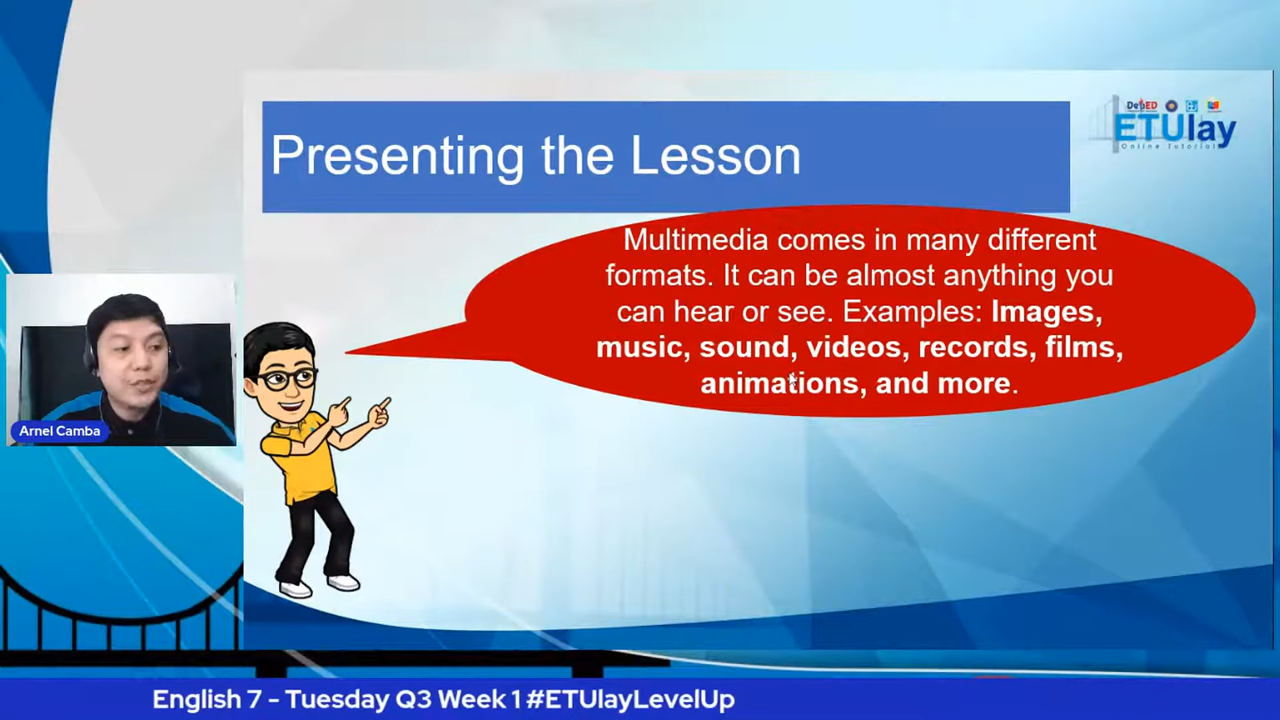 Presenting the Lesson
DepED
ETUlay
Online Tutorial
Multimedia comes in many different
formats. It can be almost anything you
can hear or see. Examples: Images,
music, sound, videos, records, films,
animations, and more.
Arnel Camba
English 7 - Tuesday Q3 Week 1 #ETUlayLevelUp